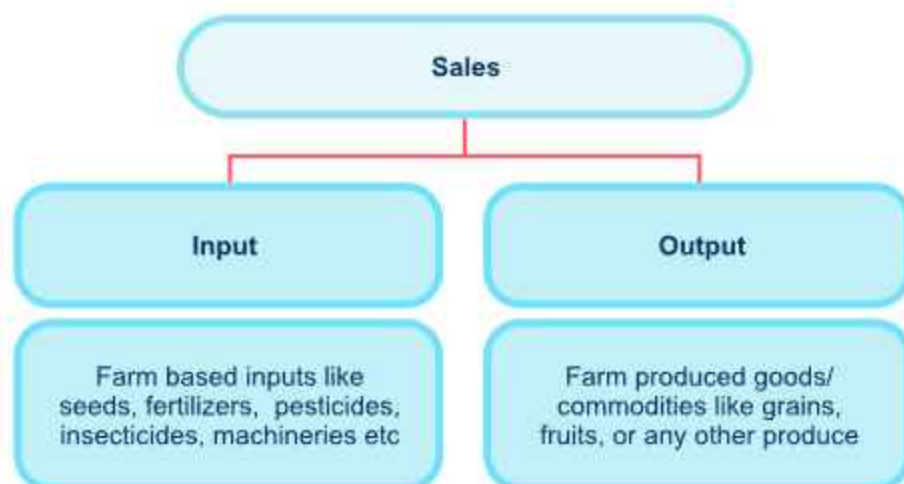 Sales
Input
Output
Farm based inputs like
seeds, fertilizers, pesticides,
insecticides, machineries etc
Farm produced goods/
commodities like grains,
fruits, or any other produce